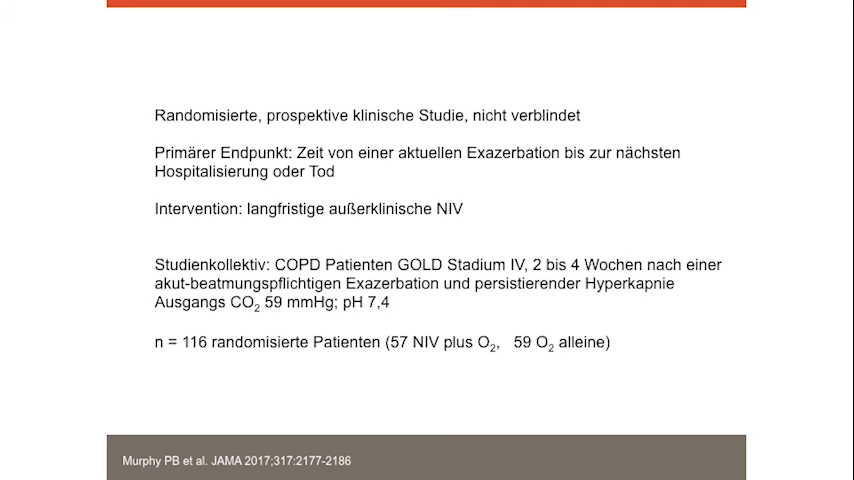 Randomisierte, prospektive klinische Studie, nicht verblindet
Primärer Endpunkt: Zeit von einer aktuellen Exazerbation bis zur nächsten
Hospitalisierung oder Tod
Intervention: langfristige außerklinische NIV
Studienkollektiv: COPD Patienten GOLD Stadium IV, 2 bis 4 Wochen nach einer
akut-beatmungspflichtigen Exazerbation und persistierender Hyperkapnie
Ausgangs CO2 59 mmHg; pH 7,4
n = 116 randomisierte Patienten (57 NIV plus O2, 59 O2 alleine)
Murphy PB et al. JAMA 2017;317:2177-2186